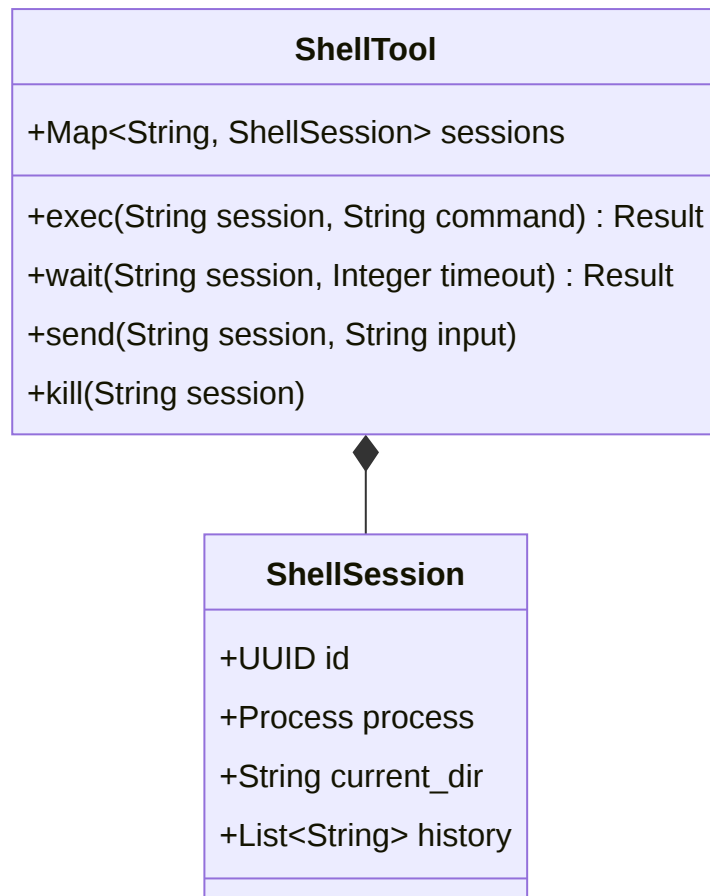 ShellTool
+Map<String, ShellSession> sessions
+exec(String session, String command) : Result
+wait(String session, Integer timeout) : Result
+send(String session, String input)
+kill(String session)
ShellSession
+UUID id
+Process process
+String current_dir
+List<String> history